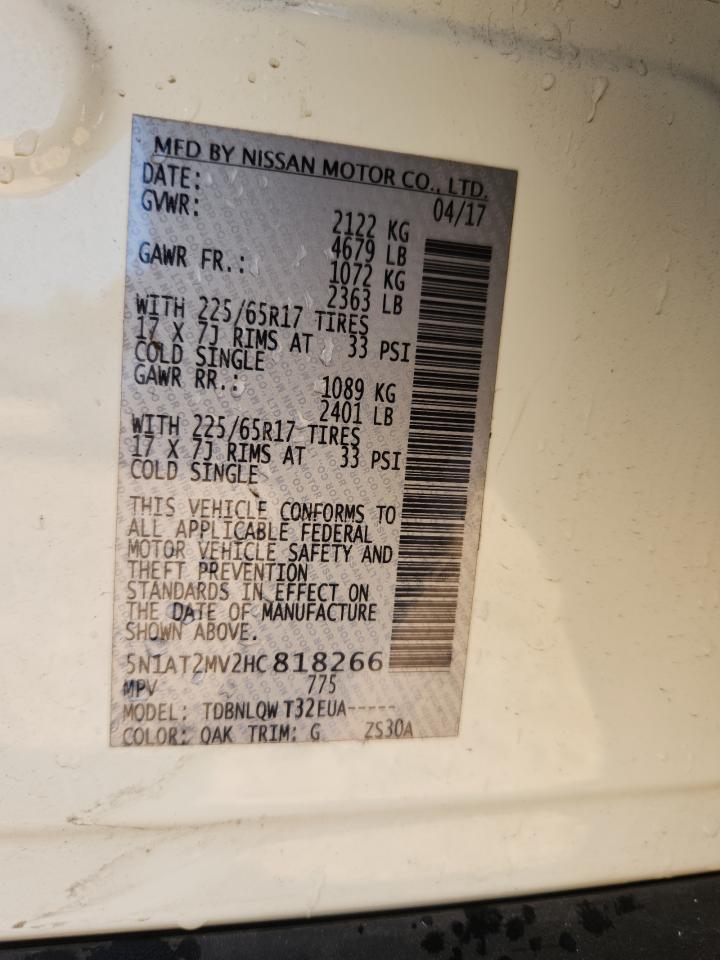 MFD BY NISSAN MOTOR CO., LTD.
DATE: 04/17
GVWR: 2122 KG
4679 LB
GAWR FR.: 1072 KG
2363 LB
WITH 225/65R17 TIRES
17 X 7J RIMS AT 33 PSI
COLD SINGLE
GAWR RR.: 1089 KG
2401 LB
WITH 225/65R17 TIRES
17 X 7J RIMS AT 33 PSI
COLD SINGLE
THIS VEHICLE CONFORMS TO
ALL APPLICABLE FEDERAL
MOTOR VEHICLE SAFETY AND
THEFT PREVENTION
STANDARDS IN EFFECT ON
THE DATE OF MANUFACTURE
SHOWN ABOVE.
5N1AT2MV2HC818266
MPV 775
MODEL: TDBNLQWT32EUA-----
COLOR: QAK TRIM: G ZS30A